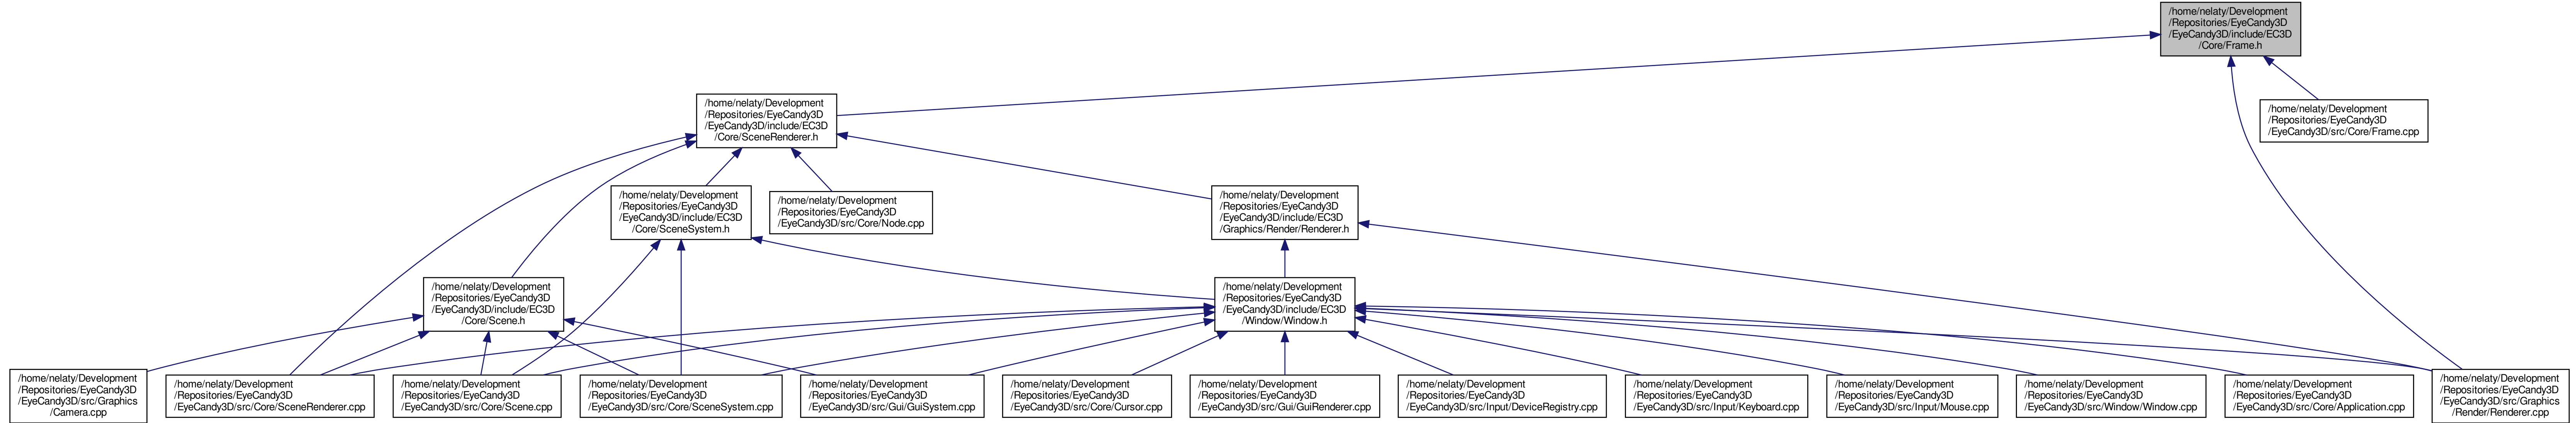 /home/nelaty/Development
/Repositories/EyeCandy3D
/EyeCandy3D/include/EC3D
/Core/Frame.h
/home/nelaty/Development
/Repositories/EyeCandy3D
/EyeCandy3D/include/EC3D
/Core/SceneRenderer.h
/home/nelaty/Development
/Repositories/EyeCandy3D
/EyeCandy3D/src/Core/Frame.cpp
/home/nelaty/Development
/Repositories/EyeCandy3D
/EyeCandy3D/include/EC3D
/Core/SceneSystem.h
/home/nelaty/Development
/Repositories/EyeCandy3D
/EyeCandy3D/src/Core/Node.cpp
/home/nelaty/Development
/Repositories/EyeCandy3D
/EyeCandy3D/include/EC3D
/Graphics/Render/Renderer.h
/home/nelaty/Development
/Repositories/EyeCandy3D
/EyeCandy3D/include/EC3D
/Core/Scene.h
/home/nelaty/Development
/Repositories/EyeCandy3D
/EyeCandy3D/include/EC3D
/Window/Window.h
/home/nelaty/Development
/Repositories/EyeCandy3D
/EyeCandy3D/src/Graphics
/Camera.cpp
/home/nelaty/Development
/Repositories/EyeCandy3D
/EyeCandy3D/src/Core/SceneRenderer.cpp
/home/nelaty/Development
/Repositories/EyeCandy3D
/EyeCandy3D/src/Core/Scene.cpp
/home/nelaty/Development
/Repositories/EyeCandy3D
/EyeCandy3D/src/Core/SceneSystem.cpp
/home/nelaty/Development
/Repositories/EyeCandy3D
/EyeCandy3D/src/Gui/GuiSystem.cpp
/home/nelaty/Development
/Repositories/EyeCandy3D
/EyeCandy3D/src/Core/Cursor.cpp
/home/nelaty/Development
/Repositories/EyeCandy3D
/EyeCandy3D/src/Gui/GuiRenderer.cpp
/home/nelaty/Development
/Repositories/EyeCandy3D
/EyeCandy3D/src/Input/DeviceRegistry.cpp
/home/nelaty/Development
/Repositories/EyeCandy3D
/EyeCandy3D/src/Input/Keyboard.cpp
/home/nelaty/Development
/Repositories/EyeCandy3D
/EyeCandy3D/src/Input/Mouse.cpp
/home/nelaty/Development
/Repositories/EyeCandy3D
/EyeCandy3D/src/Window/Window.cpp
/home/nelaty/Development
/Repositories/EyeCandy3D
/EyeCandy3D/src/Core/Application.cpp
/home/nelaty/Development
/Repositories/EyeCandy3D
/EyeCandy3D/src/Graphics
/Render/Renderer.cpp